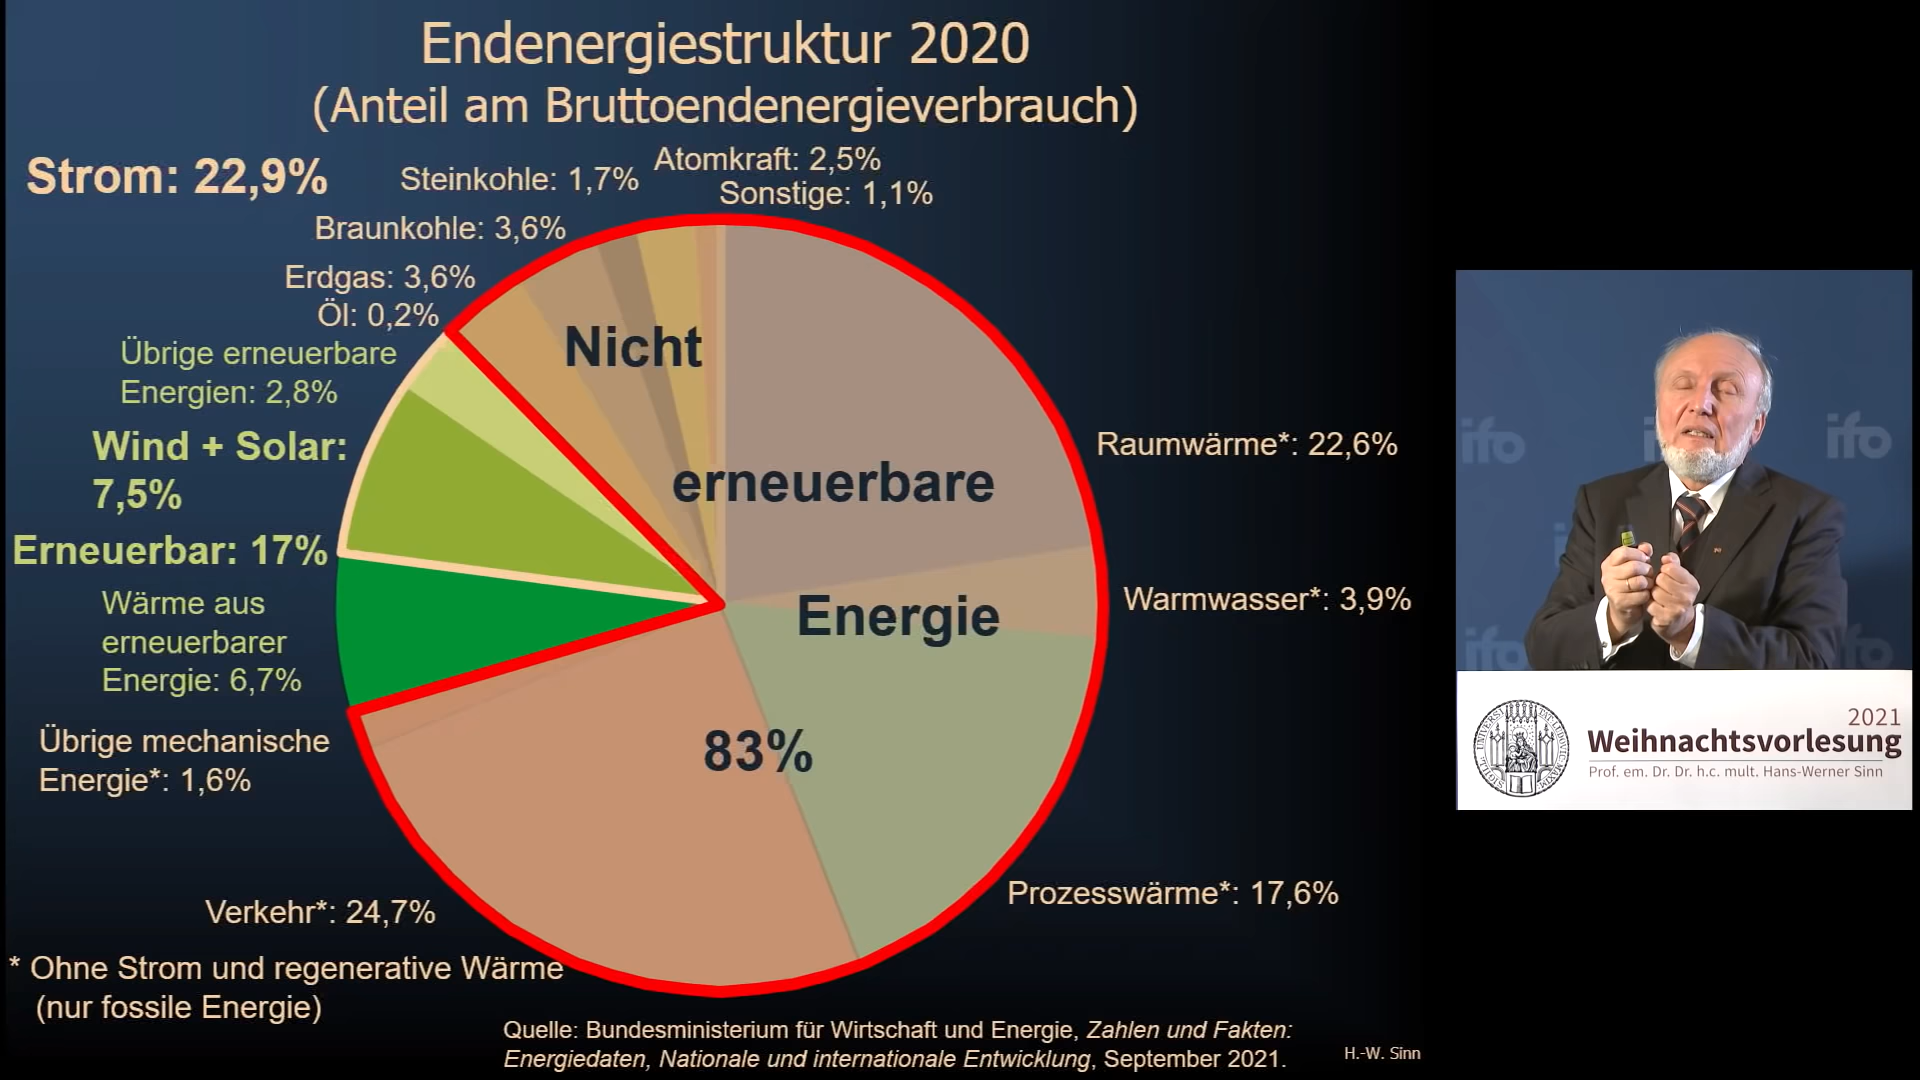 Endenergiestruktur 2020
(Anteil am Bruttoendenergieverbrauch)
Strom: 22,9%
Steinkohle: 1,7%
Atomkraft: 2,5%
Sonstige: 1,1%
Braunkohle: 3,6%
Erdgas: 3,6%
Öl: 0,2%
Übrige erneuerbare
Energien: 2,8%
Wind + Solar:
7,5%
Erneuerbar: 17%
Wärme aus
erneuerbarer
Energie: 6,7%
Übrige mechanische
Energie*: 1,6%
Verkehr*: 24,7%
Nicht
erneuerbare
Energie
83%
Raumwärme*: 22,6%
Warmwasser*: 3,9%
Prozesswärme*: 17,6%
* Ohne Strom und regenerative Wärme
(nur fossile Energie)
Quelle: Bundesministerium für Wirtschaft und Energie, Zahlen und Fakten:
Energiedaten, Nationale und internationale Entwicklung, September 2021.
H.-W. Sinn
ifo
ifo
ifo
ifo
2021
Weihnachtsvorlesung
Prof. em. Dr. Dr. h.c. mult. Hans-Werner Sinn